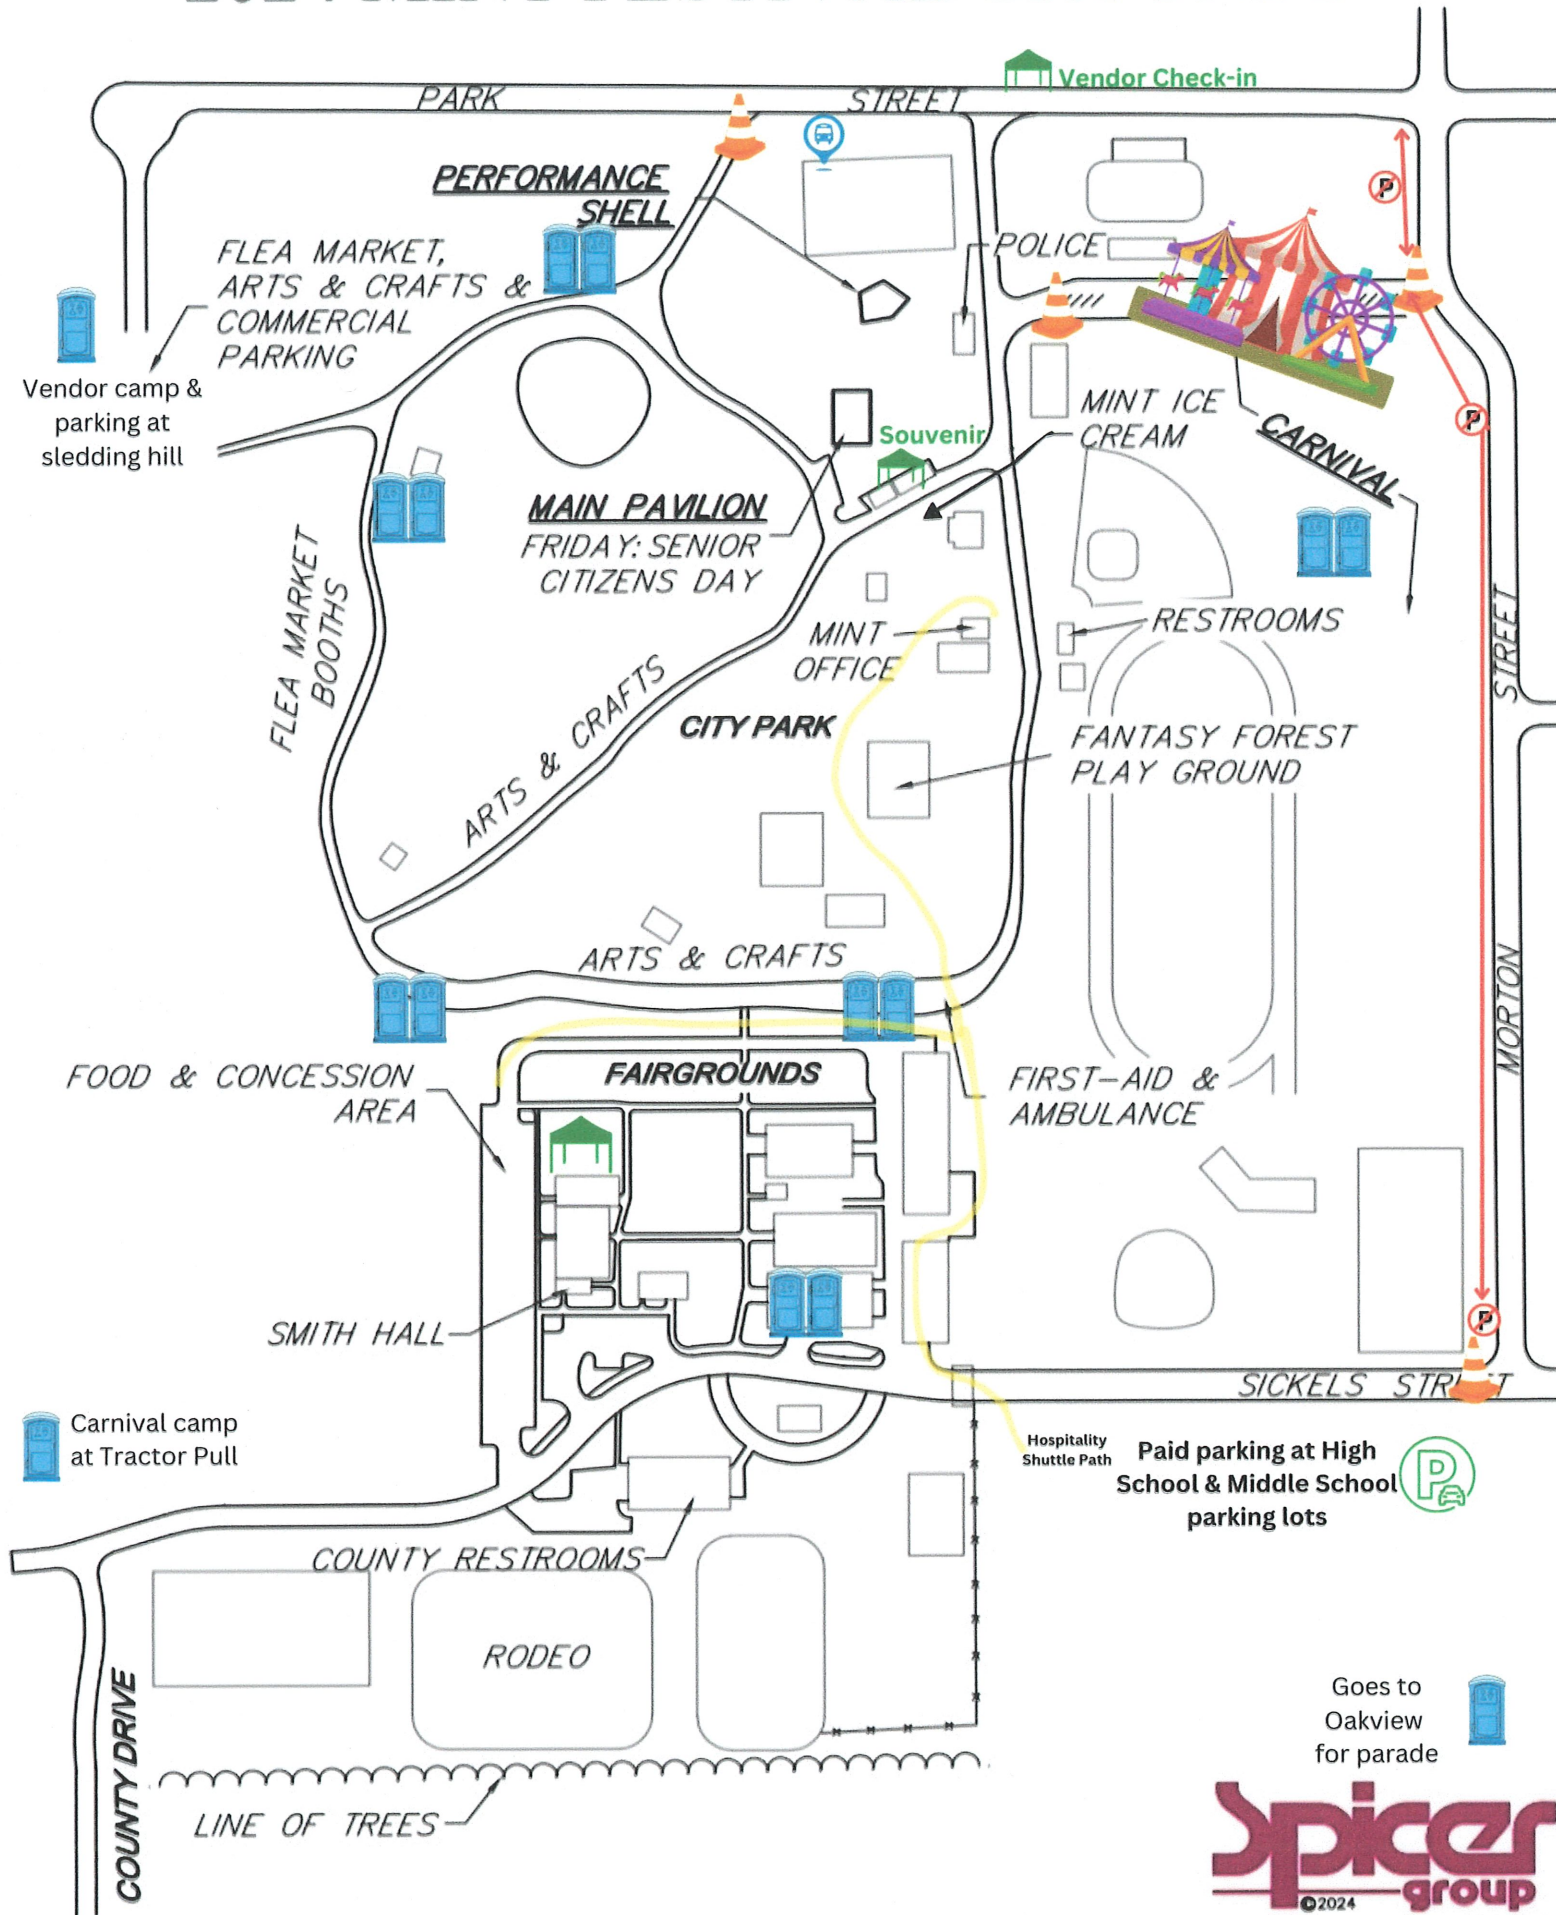 Vendor Check-in
PARK STREET
PERFORMANCE
SHELL
POLICE
FLEA MARKET,
ARTS & CRAFTS &
COMMERCIAL
PARKING
Vendor camp &
parking at
sledding hill
MINT ICE
CREAM
CARNIVAL
Souvenir
MAIN PAVILION
FRIDAY: SENIOR
CITIZENS DAY
FLEA MARKET
BOOTHS
MINT
OFFICE
RESTROOMS
ARTS & CRAFTS
CITY PARK
FANTASY FOREST
PLAY GROUND
MORTON STREET
ARTS & CRAFTS
FOOD & CONCESSION
AREA
FAIRGROUNDS
FIRST-AID &
AMBULANCE
SMITH HALL
SICKELS STREET
Carnival camp
at Tractor Pull
Hospitality
Shuttle Path
Paid parking at High
School & Middle School
parking lots
P
P
P
P
COUNTY RESTROOMS
RODEO
COUNTY DRIVE
LINE OF TREES
Goes to
Oakview
for parade
Spicer
group
©2024